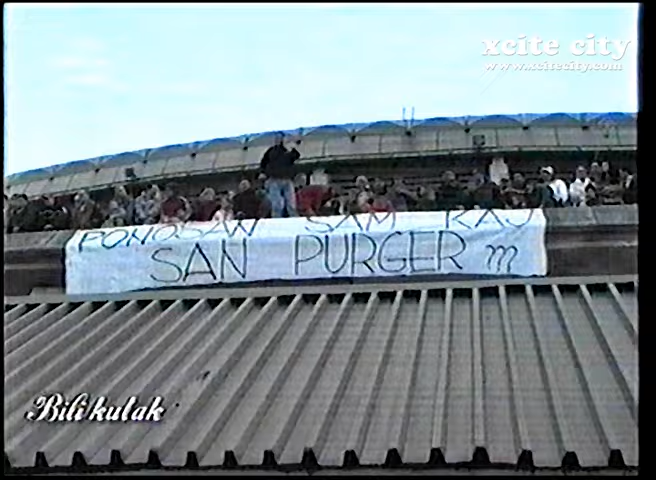 xcite city
www.xcitecity.com
PONOSAN SAM KAJ
SAN PURGER ???
Bili kulak